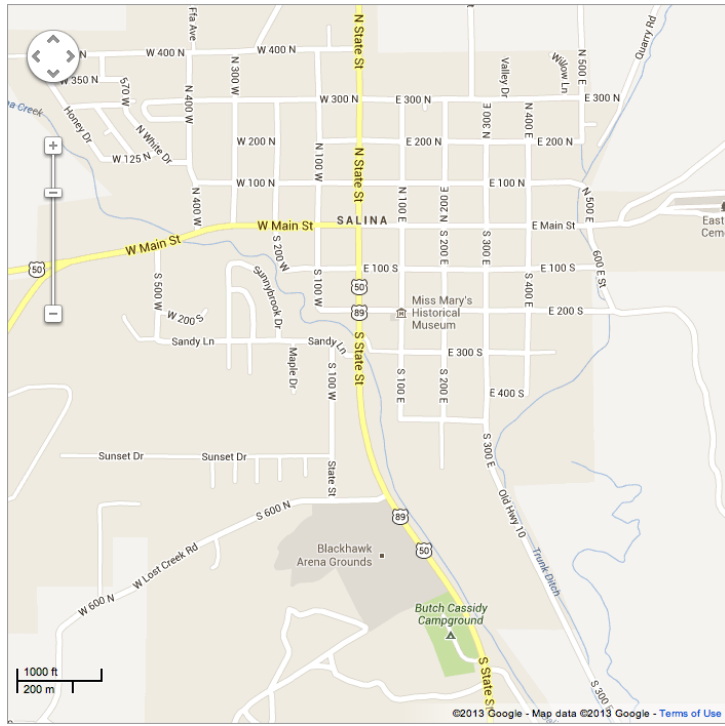 Ffa Ave
W 400 N
W 400 N
N State St
W 350 N
570 W
N 300 W
N 400 W
W 300 N
E 300 N
E 300 N
Valley Dr
Willow Ln
N 500 E
Quarry Rd
Honey Dr
N White Dr
W 125 N
W 200 N
N 100 W
E 200 N
E 200 N
N 300 E
N 400 E
W 100 N
N State St
N 100 E
N 200 E
E 100 N
N 500 E
N 400 W
W Main St
SALINA
E Main St
East
Ceme
W Main St
50
S 200 W
S 100 W
E 100 S
S 200 E
S 300 E
E 100 S
600 E St
S 500 W
Sunnybrook Dr
50
89
Miss Mary's
Historical
Museum
S 400 E
E 200 S
W 200 S
Sandy Ln
Sandy Ln
Maple Dr
S 100 W
S State St
E 300 S
S 100 E
S 200 E
E 400 S
Sunset Dr
Sunset Dr
State St
S 300 E
Old Hwy 10
S 600 N
89
50
Blackhawk
Arena Grounds
W Lost Creek Rd
W 600 N
Trunk Ditch
Butch Cassidy
Campground
S State St
S 300 E
1000 ft
200 m
©2013 Google - Map data ©2013 Google - Terms of Use